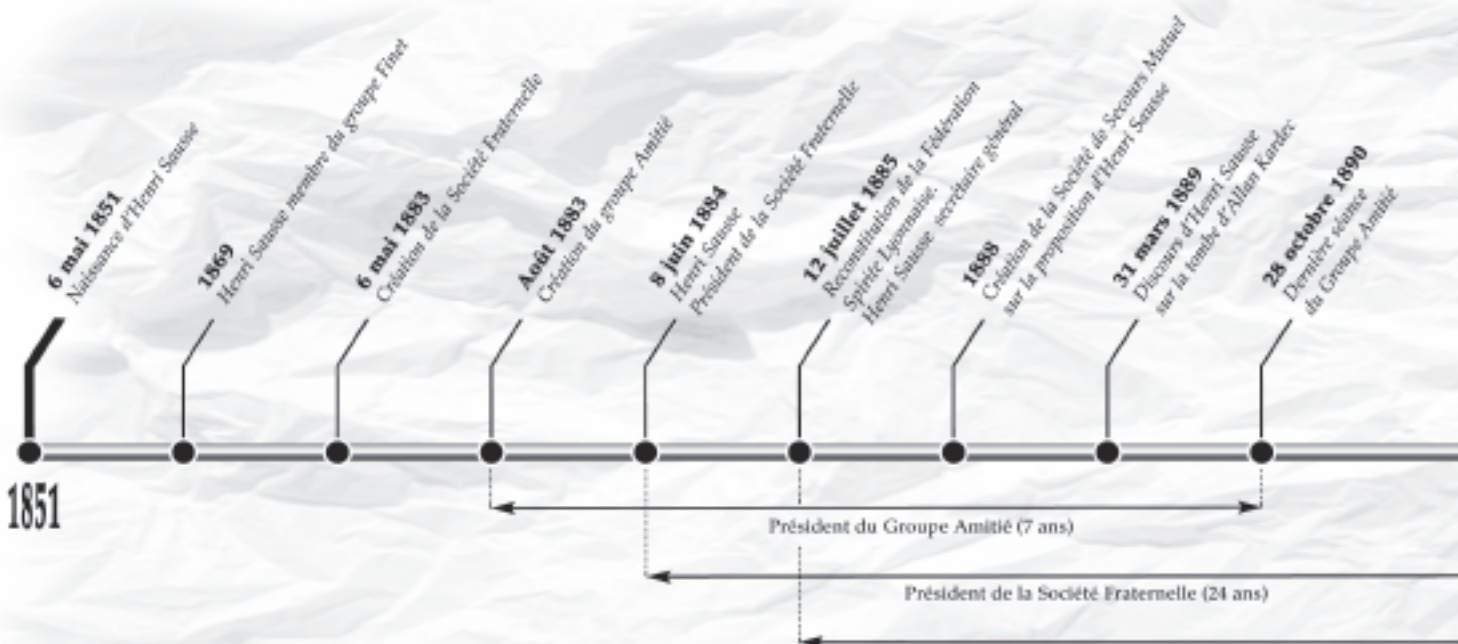 6 mai 1851
Naissance d'Henri Sausse
1869
Henri Sausse membre du groupe Finet
6 mai 1883
Création de la Société Fraternelle
Août 1883
Création du groupe Amitié
8 juin 1884
Henri Sausse
Président de la Société Fraternelle
12 juillet 1885
Reconstitution de la Fédération
Spirite Lyonnaise.
Henri Sausse secrétaire général
1888
Création de la Société de Secours Mutuel
sur la proposition d'Henri Sausse
31 mars 1889
Discours d'Henri Sausse
sur la tombe d'Allan Kardec
28 octobre 1890
Dernière séance
du Groupe Amitié
1851
Président du Groupe Amitié (7 ans)
Président de la Société Fraternelle (24 ans)